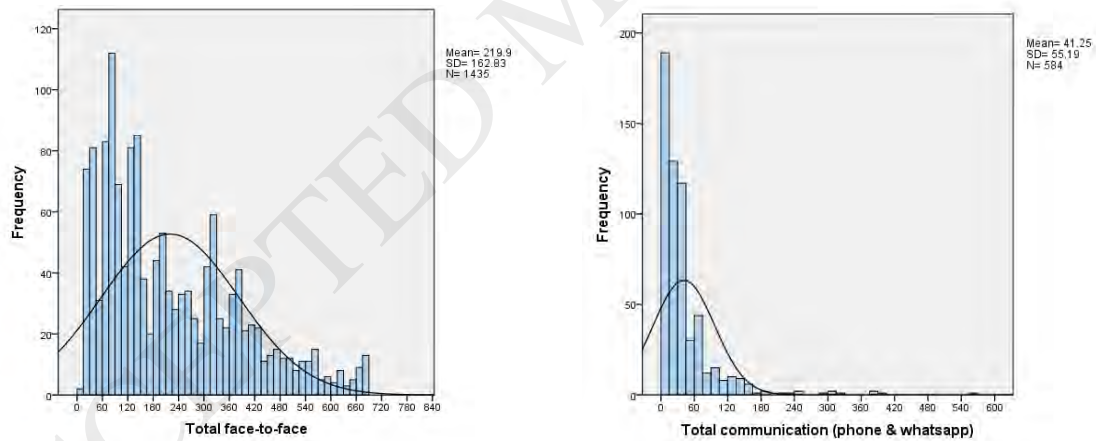 120
100
80
60
40
20
0
Frequency
0 60 120 180 240 300 360 420 480 540 600 660 720 780 840
Total face-to-face
Mean= 219.9
SD= 162.83
N= 1435
200
150
100
50
0
Frequency
0 60 120 180 240 300 360 420 480 540 600
Total communication (phone & whatsapp)
Mean= 41.25
SD= 55.19
N= 584
CCEPTED M